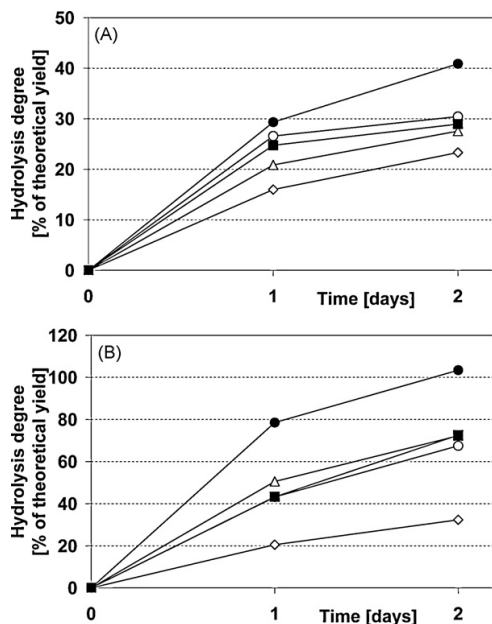 (A)
Hydrolysis degree
[% of theoretical yield]
50
40
30
20
10
0
0
1
Time [days]
2
(B)
Hydrolysis degree
[% of theoretical yield]
120
100
80
60
40
20
0
0
1
Time [days]
2